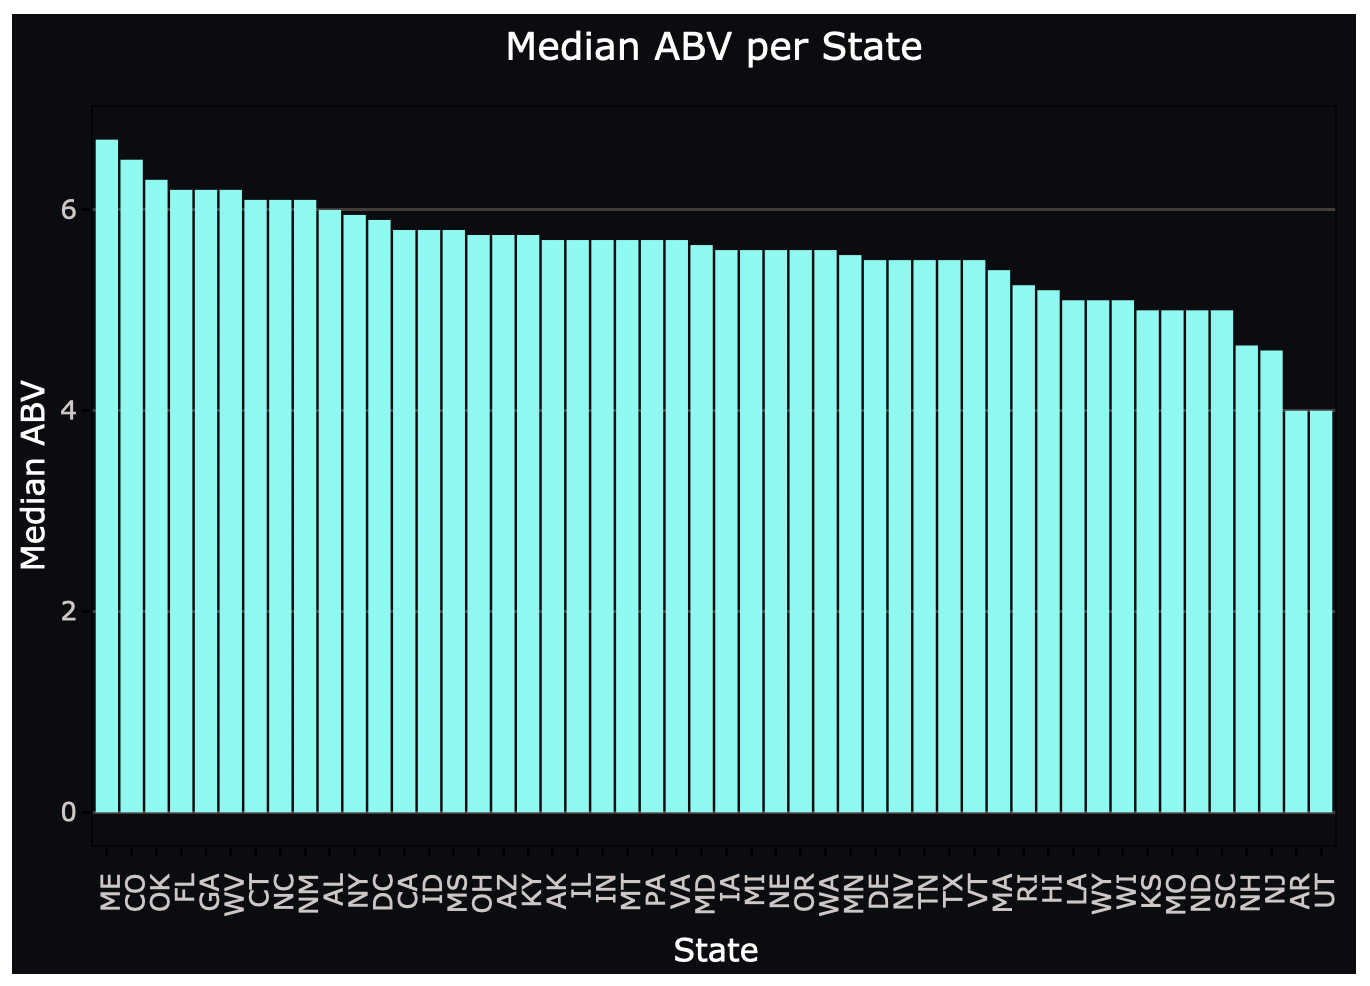 Median ABV per State
Median ABV
6
4
2
0
ME CO OK FL GA WV CT NC NM AL NY DC CA ID MS OH AZ KY AK IL IN MT PA VA MD IA MI NE OR WA MN DE NV TN TX VT MA RI HI LA WY WI KS MO ND SC NH NJ AR UT
State